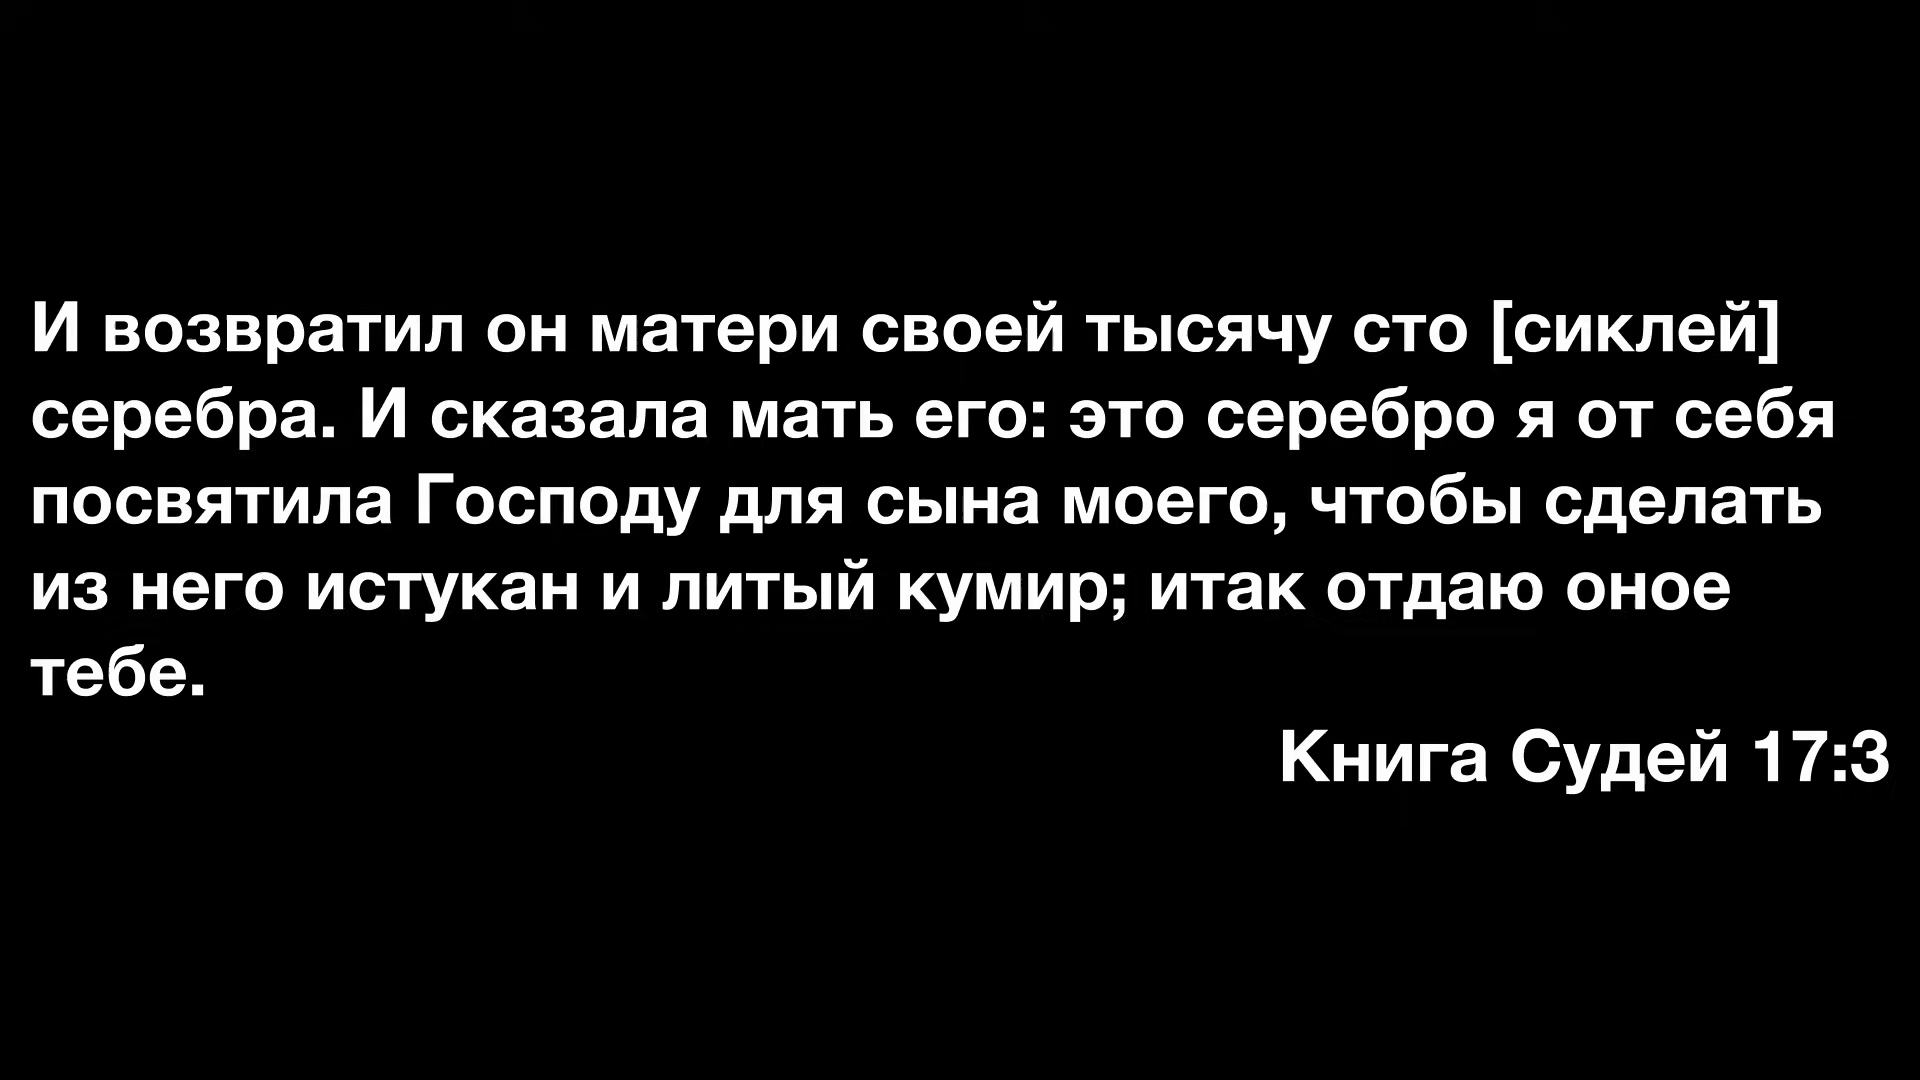 И возвратил он матери своей тысячу сто [сиклей]
серебра. И сказала мать его: это серебро я от себя
посвятила Господу для сына моего, чтобы сделать
из него истукан и литый кумир; итак отдаю оное
тебе.
Книга Судей 17:3